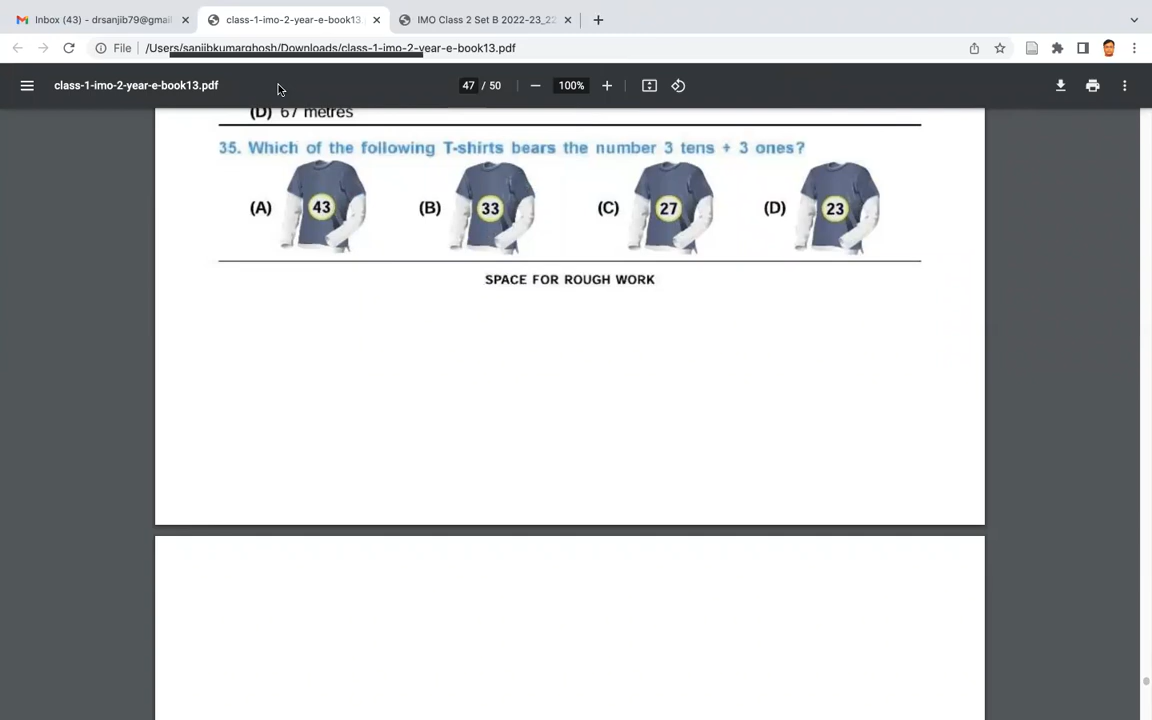 Inbox (43) - drsanjib79@gmail
class-1-imo-2-year-e-book13
IMO Class 2 Set B 2022-23_22
File
/Users/sanjibkumarghosh/Downloads/class-1-imo-2-year-e-book13.pdf
class-1-imo-2-year-e-book13.pdf
47 / 50
100%
(D) 67 metres
35. Which of the following T-shirts bears the number 3 tens + 3 ones?
(A) 43 (B) 33 (C) 27 (D) 23
SPACE FOR ROUGH WORK